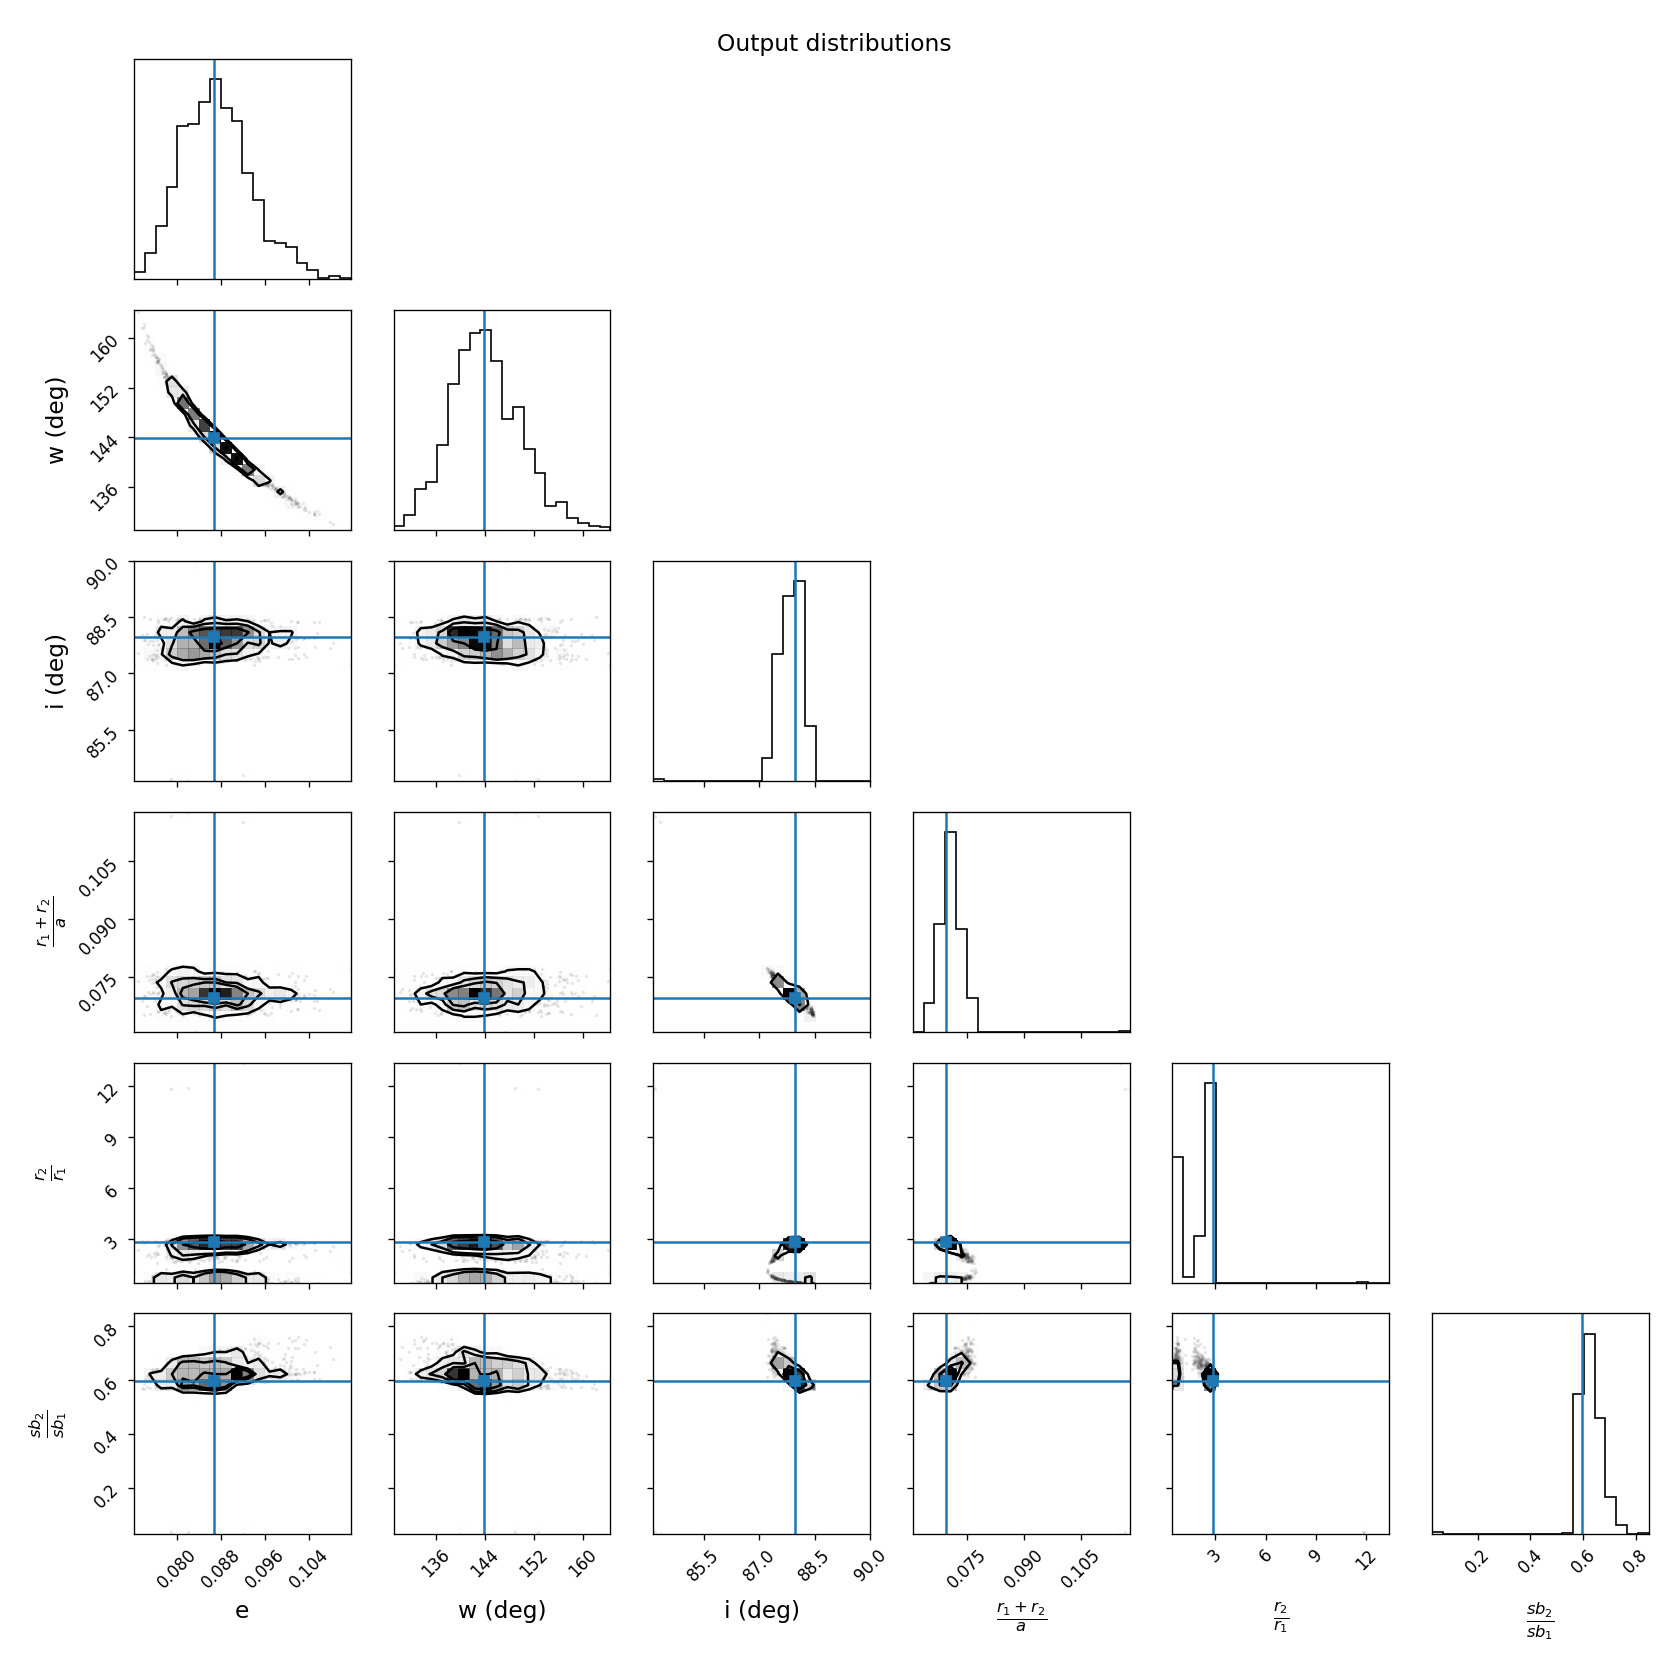 Output distributions
160
152
144
136
w (deg)
90.0
88.5
87.0
85.5
i (deg)
0.105
0.090
0.075
r1 + r2
a
12
9
6
3
r2
r1
0.8
0.6
0.4
0.2
sb2
sb1
0.080 0.088 0.096 0.104
136 144 152 160
85.5 87.0 88.5 90.0
0.075 0.090 0.105
3 6 9 12
0.2 0.4 0.6 0.8
e
w (deg)
i (deg)
r1 + r2
a
r2
r1
sb2
sb1